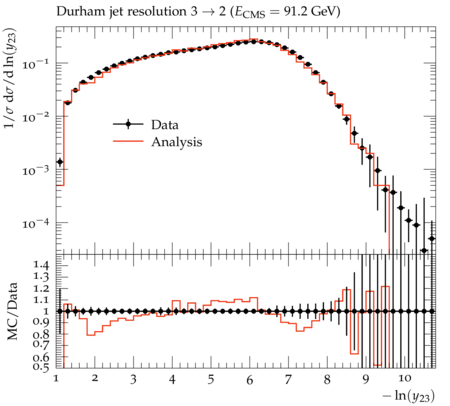 Durham jet resolution 3 → 2 (E_CMS = 91.2 GeV)
1/σ dσ/d ln(y_23)
10^−1
10^−2
10^−3
10^−4
Data
Analysis
MC/Data
1.4
1.3
1.2
1.1
1
0.9
0.8
0.7
0.6
0.5
1 2 3 4 5 6 7 8 9 10
− ln(y_23)